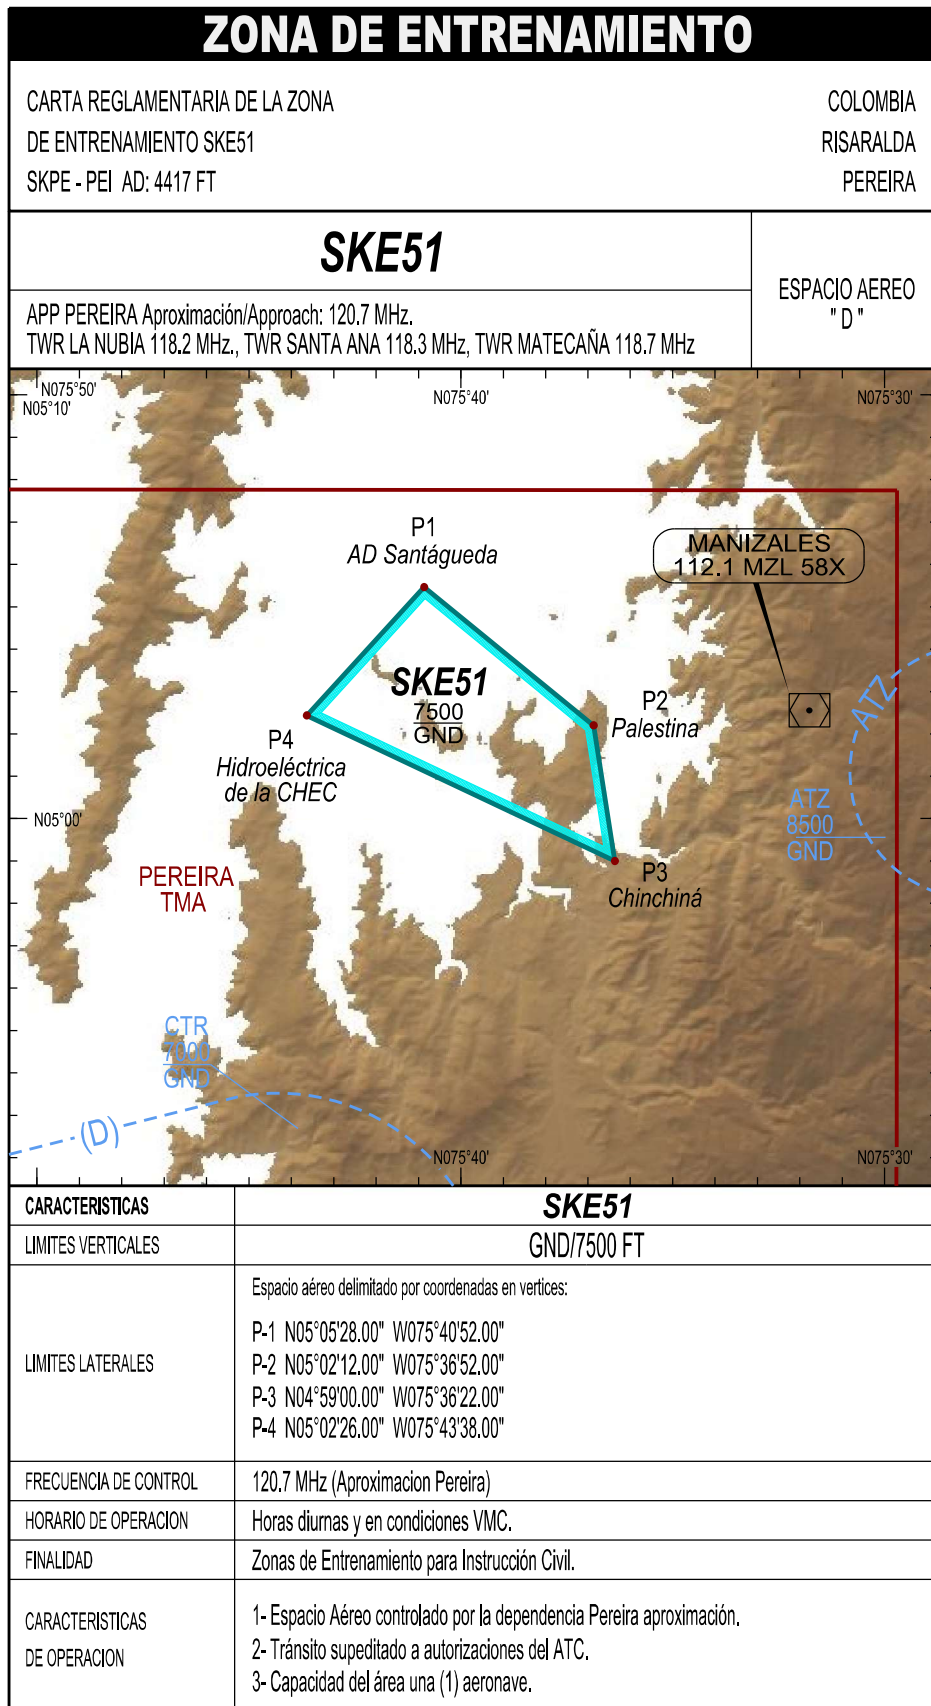 ZONA DE ENTRENAMIENTO
CARTA REGLAMENTARIA DE LA ZONA
DE ENTRENAMIENTO SKE51
SKPE - PEI AD: 4417 FT
COLOMBIA
RISARALDA
PEREIRA
SKE51
APP PEREIRA Aproximación/Approach: 120.7 MHz.
TWR LA NUBIA 118.2 MHz., TWR SANTA ANA 118.3 MHz, TWR MATECAÑA 118.7 MHz
ESPACIO AEREO
" D "
N075°50'
N05°10'
N075°40'
N075°30'
P1
AD Santágueda
MANIZALES
112.1 MZL 58X
SKE51
7500
GND
P2
Palestina
ATZ
P4
Hidroeléctrica
de la CHEC
ATZ
8500
GND
N05°00'
PEREIRA
TMA
P3
Chinchiná
CTR
7000
GND
(D)
N075°40'
N075°30'
CARACTERISTICAS
SKE51
LIMITES VERTICALES
GND/7500 FT
LIMITES LATERALES
Espacio aéreo delimitado por coordenadas en vertices:
P-1 N05°05'28.00" W075°40'52.00"
P-2 N05°02'12.00" W075°36'52.00"
P-3 N04°59'00.00" W075°36'22.00"
P-4 N05°02'26.00" W075°43'38.00"
FRECUENCIA DE CONTROL
120.7 MHz (Aproximacion Pereira)
HORARIO DE OPERACION
Horas diurnas y en condiciones VMC.
FINALIDAD
Zonas de Entrenamiento para Instrucción Civil.
CARACTERISTICAS
DE OPERACION
1- Espacio Aéreo controlado por la dependencia Pereira aproximación.
2- Tránsito supeditado a autorizaciones del ATC.
3- Capacidad del área una (1) aeronave.